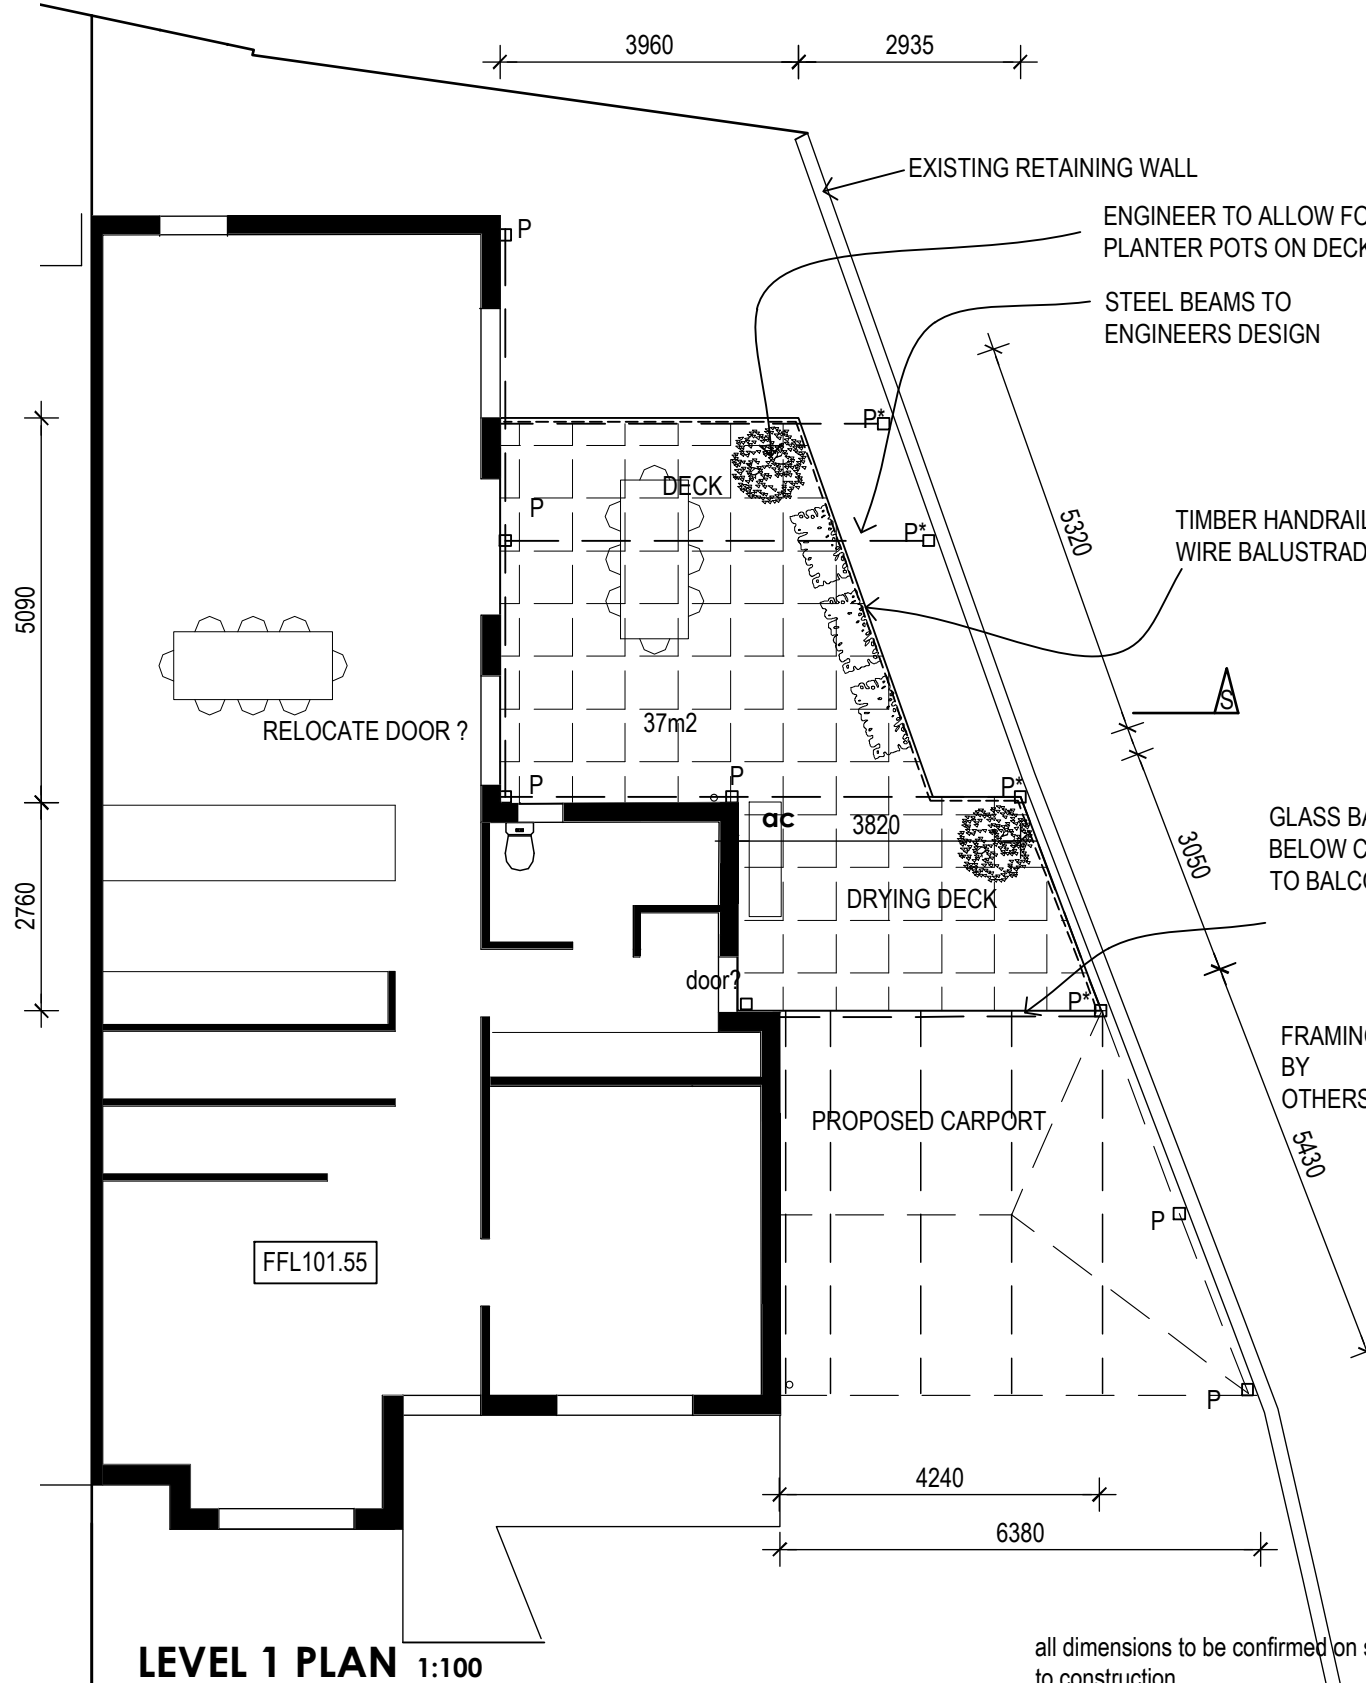 3960
2935
EXISTING RETAINING WALL
ENGINEER TO ALLOW FO
PLANTER POTS ON DECK
STEEL BEAMS TO
ENGINEERS DESIGN
P
P*
DECK
P
P*
5320
TIMBER HANDRAIL
WIRE BALUSTRAD
5090
RELOCATE DOOR ?
37m2
S
P
P
P*
ac
3820
GLASS BA
BELOW C
TO BALCO
3050
2760
DRYING DECK
door?
P*
FRAMING
BY
OTHERS
PROPOSED CARPORT
5430
P
FFL101.55
P
4240
6380
LEVEL 1 PLAN 1:100
all dimensions to be confirmed on s
to construction